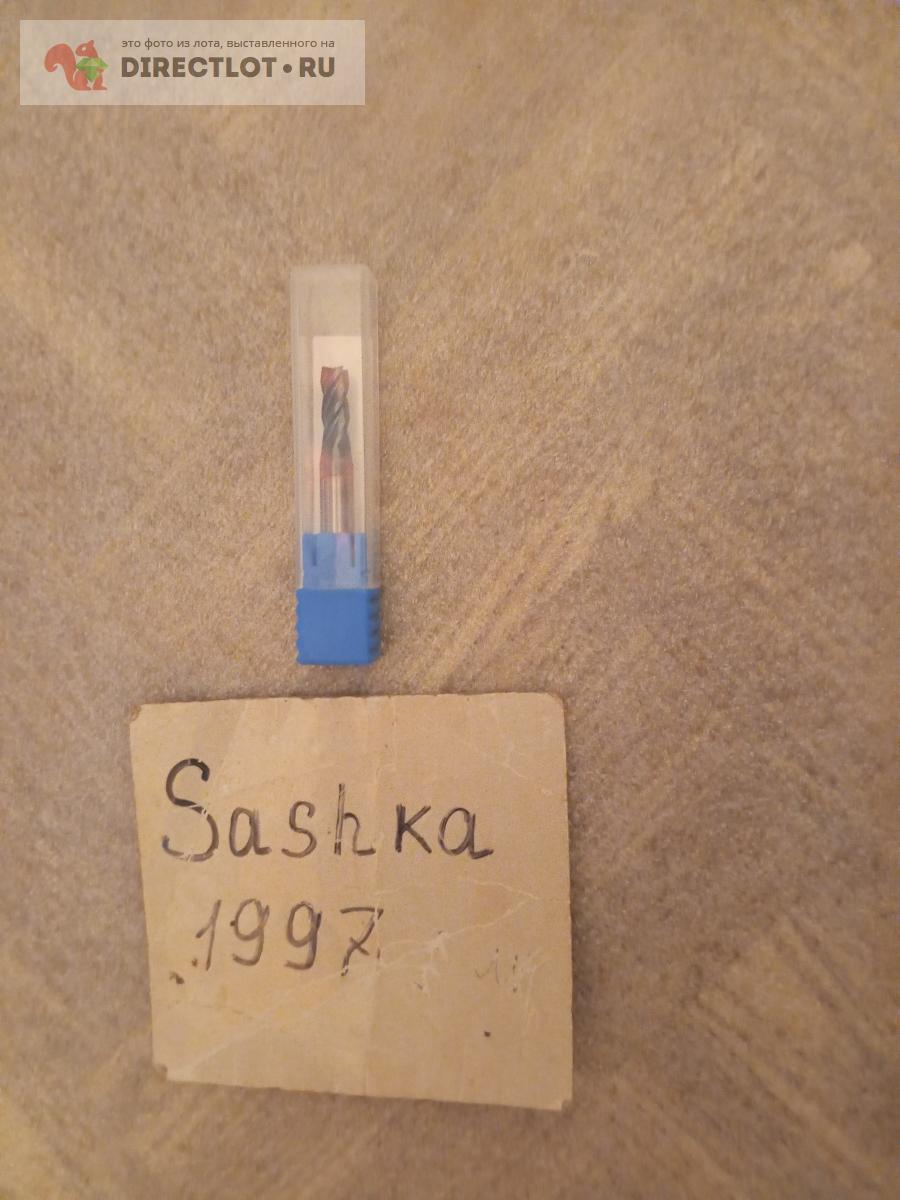 это фото из лота, выставленного на
DIRECTLOT•RU
Sashka
1997